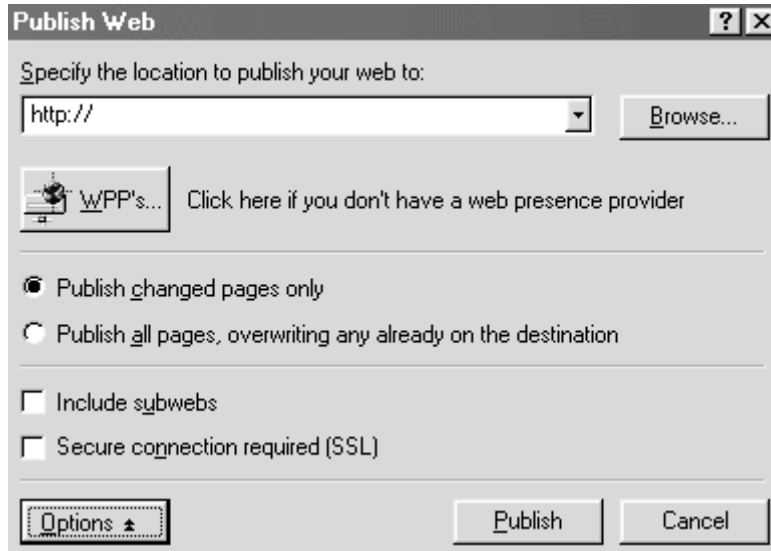 Publish Web
Specify the location to publish your web to:
http://
Browse...
WPP's... Click here if you don't have a web presence provider
Publish changed pages only
Publish all pages, overwriting any already on the destination
Include subwebs
Secure connection required (SSL)
Options Publish Cancel